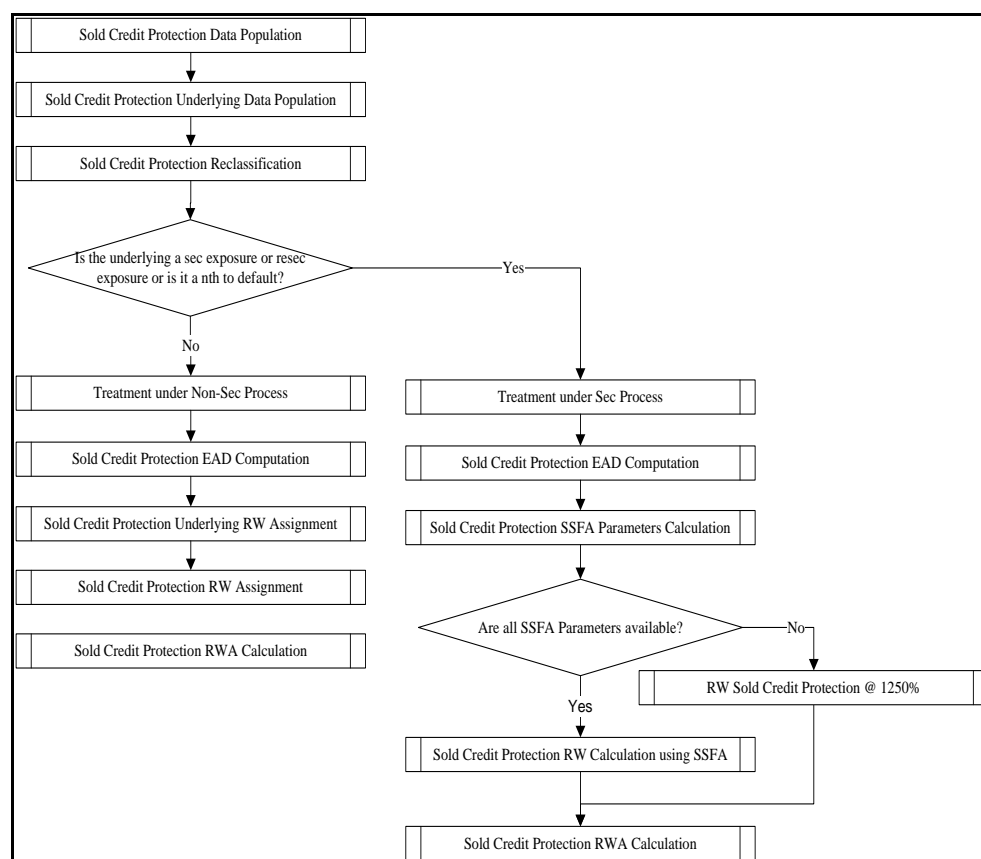 Sold Credit Protection Data Population
Sold Credit Protection Underlying Data Population
Sold Credit Protection Reclassification
Is the underlying a sec exposure or resec
exposure or is it a nth to default?
Yes
No
Treatment under Non-Sec Process
Sold Credit Protection EAD Computation
Sold Credit Protection Underlying RW Assignment
Sold Credit Protection RW Assignment
Sold Credit Protection RWA Calculation
Treatment under Sec Process
Sold Credit Protection EAD Computation
Sold Credit Protection SSFA Parameters Calculation
Are all SSFA Parameters available?
No
RW Sold Credit Protection @ 1250%
Yes
Sold Credit Protection RW Calculation using SSFA
Sold Credit Protection RWA Calculation